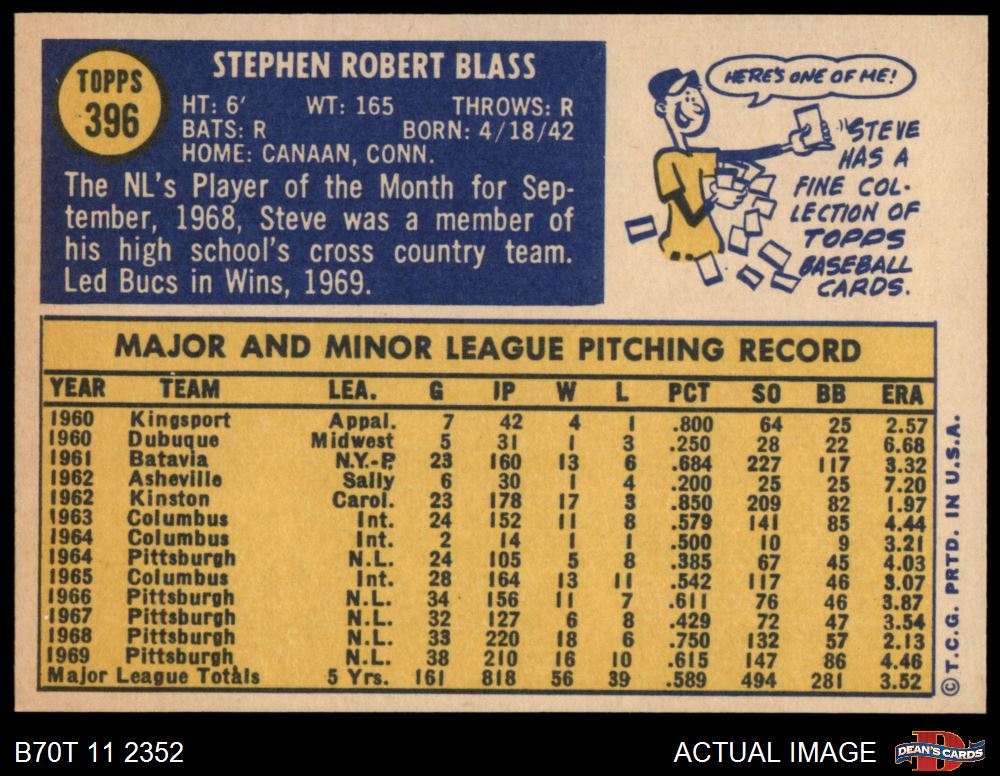 TOPPS
396
STEPHEN ROBERT BLASS
HT: 6' WT: 165 THROWS: R
BATS: R BORN: 4/18/42
HOME: CANAAN, CONN.
The NL's Player of the Month for Sep-
tember, 1968, Steve was a member of
his high school's cross country team.
Led Bucs in Wins, 1969.
HERE'S ONE OF ME!
"STEVE
HAS A
FINE COL-
LECTION OF
TOPPS
BASEBALL
CARDS.
MAJOR AND MINOR LEAGUE PITCHING RECORD
YEAR TEAM LEA. G IP W L PCT SO BB ERA
1960 Kingsport Appal. 7 42 4 1 .800 64 25 2.57
1960 Dubuque Midwest 5 31 1 3 .250 28 22 6.68
1961 Batavia N.Y.-P. 23 160 13 6 .684 227 117 3.32
1962 Asheville Sally 6 30 1 4 .200 25 25 7.20
1962 Kinston Carol. 23 178 17 3 .850 209 82 1.97
1963 Columbus Int. 24 152 11 8 .579 141 85 4.44
1964 Columbus Int. 2 14 1 1 .500 10 9 3.21
1964 Pittsburgh N.L. 24 105 5 8 .385 67 45 4.03
1965 Columbus Int. 28 164 13 11 .542 117 46 3.07
1966 Pittsburgh N.L. 34 156 11 7 .611 76 46 3.87
1967 Pittsburgh N.L. 32 127 6 8 .429 72 47 3.54
1968 Pittsburgh N.L. 33 220 18 6 .750 132 57 2.13
1969 Pittsburgh N.L. 38 210 16 10 .615 147 86 4.46
Major League Totals 5 Yrs. 161 818 56 39 .589 494 281 3.52
© T.C.G. PRTD. IN U.S.A.
B70T 11 2352
ACTUAL IMAGE
D
DEAN'S CARDS